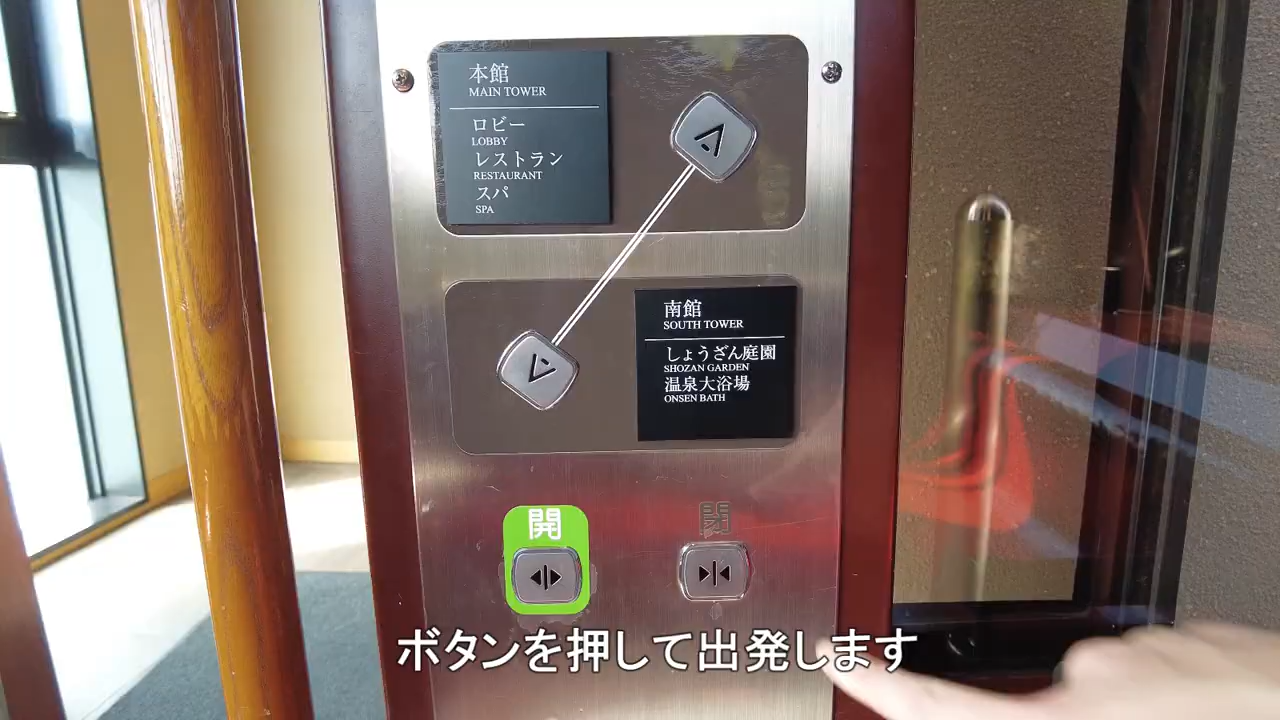 本館
MAIN TOWER
ロビー
LOBBY
レストラン
RESTAURANT
スパ
SPA
南館
SOUTH TOWER
しょうざん庭園
SHOZAN GARDEN
温泉大浴場
ONSEN BATH
開
閉
ボタンを押して出発します